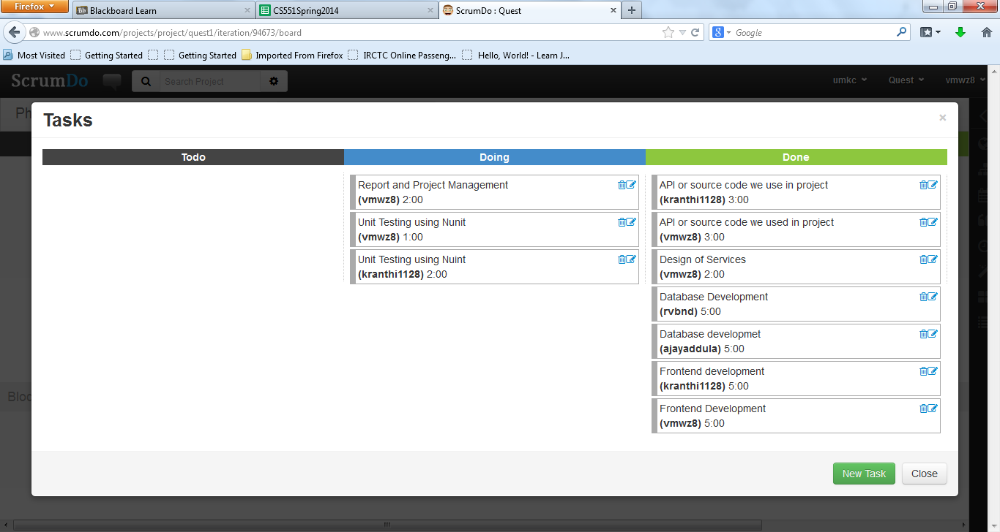 Firefox
Blackboard Learn
CS551Spring2014
ScrumDo : Quest
www.scrumdo.com/projects/project/quest1/iteration/94673/board
Google
Most Visited
Getting Started
Getting Started
Imported From Firefox
IRCTC Online Passeng...
Hello, World! - Learn J...
ScrumDo
Search Project
umkc
Quest
vmwz8
Ph
Tasks
Todo
Doing
Done
Report and Project Management
(vmwz8) 2:00
Unit Testing using Nunit
(vmwz8) 1:00
Unit Testing using Nuint
(kranthi1128) 2:00
API or source code we use in project
(kranthi1128) 3:00
API or source code we used in project
(vmwz8) 3:00
Design of Services
(vmwz8) 2:00
Database Development
(rvbnd) 5:00
Database developmet
(ajayaddula) 5:00
Frontend development
(kranthi1128) 5:00
Frontend Development
(vmwz8) 5:00
Bloc
New Task
Close